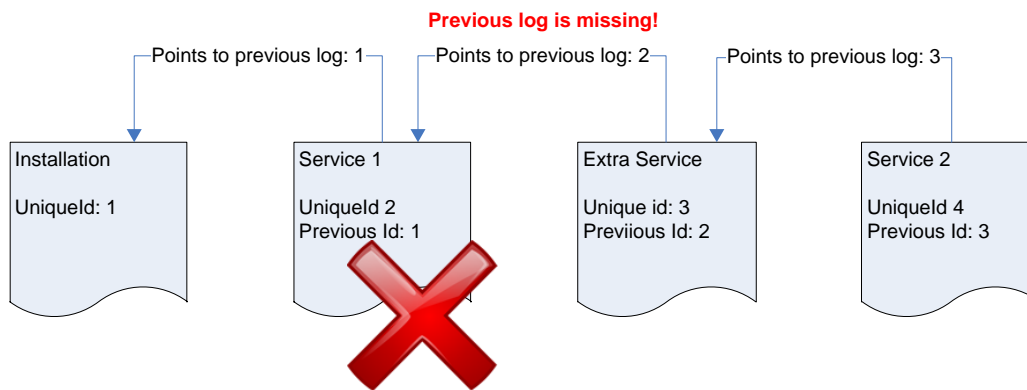 Previous log is missing!
Points to previous log: 1
Points to previous log: 2
Points to previous log: 3
Installation
UniqueId: 1
Service 1
UniqueId 2
Previous Id: 1
Extra Service
Unique id: 3
Previious Id: 2
Service 2
UniqueId 4
Previous Id: 3